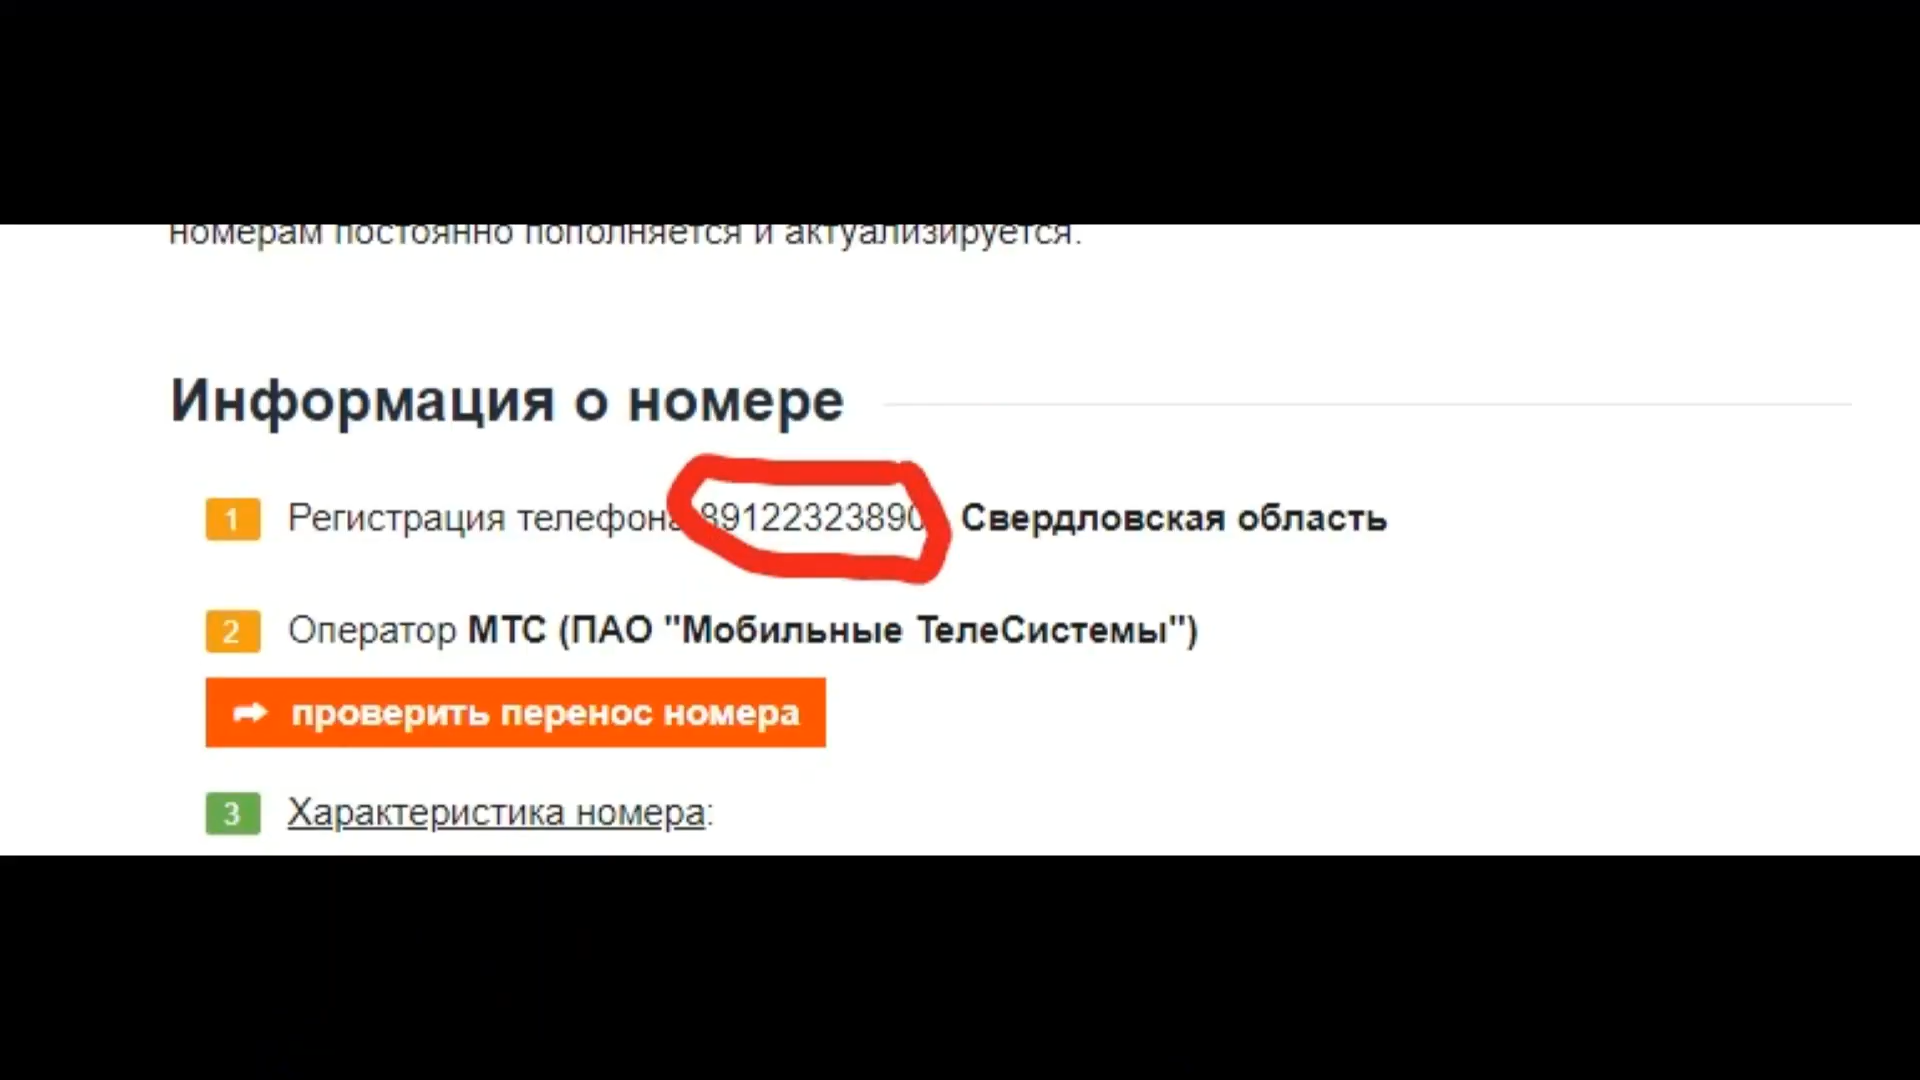 номерам постоянно пополняется и актуализируется.
Информация о номере
1 Регистрация телефона 89122323890 Свердловская область
2 Оператор МТС (ПАО "Мобильные ТелеСистемы")
проверить перенос номера
3 Характеристика номера: